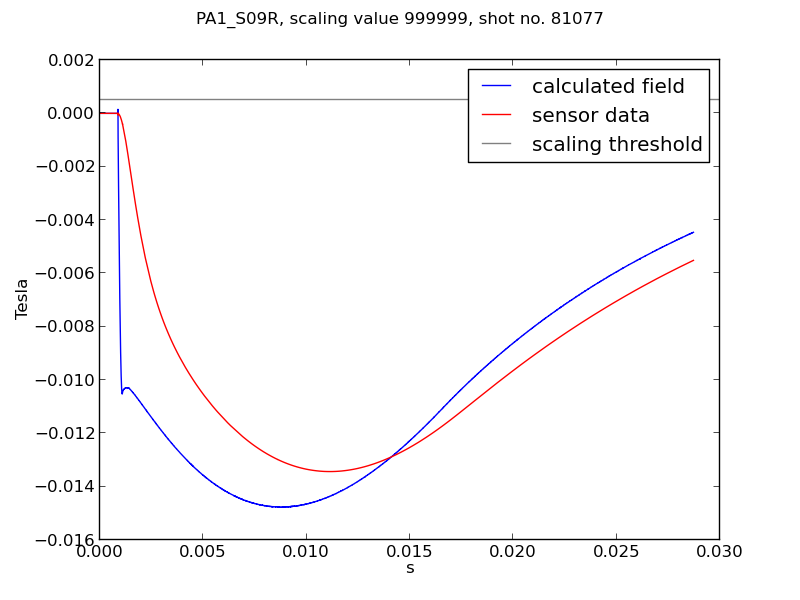 PA1_S09R, scaling value 999999, shot no. 81077
0.002
0.000
−0.002
−0.004
−0.006
−0.008
−0.010
−0.012
−0.014
−0.016
Tesla
calculated field
sensor data
scaling threshold
0.000 0.005 0.010 0.015 0.020 0.025 0.030
s